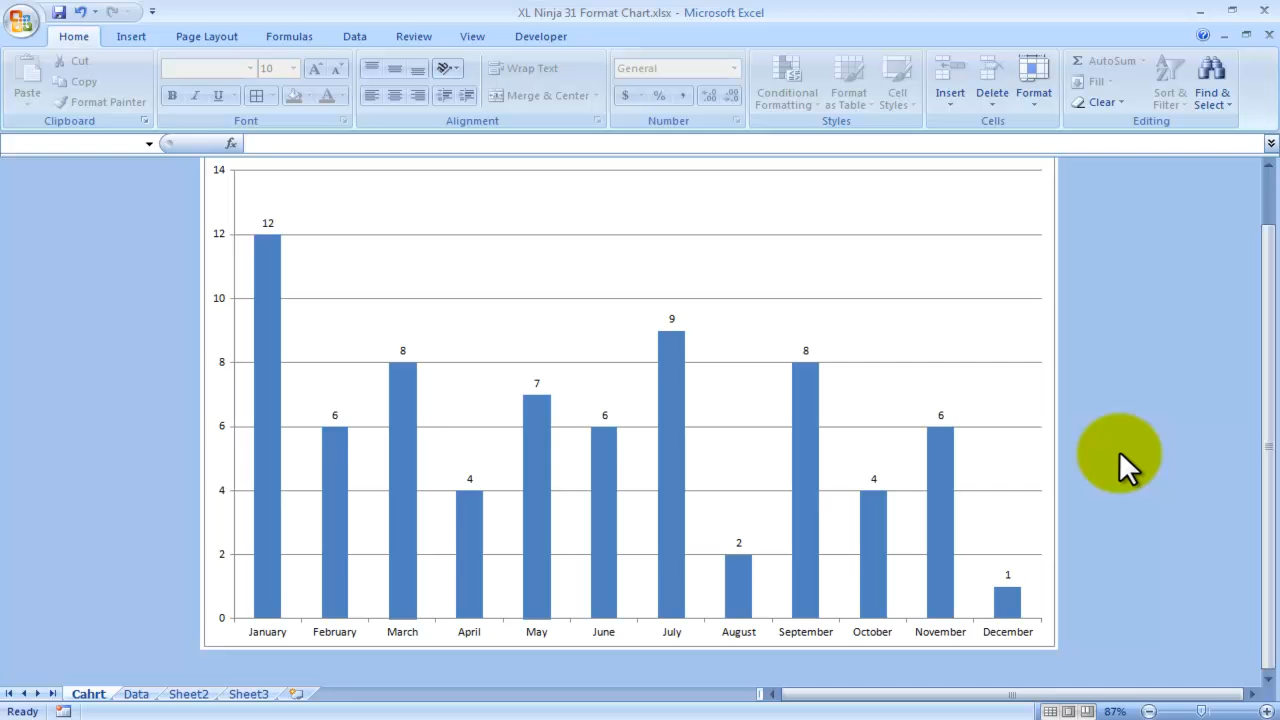 XL Ninja 31 Format Chart.xlsx - Microsoft Excel
Home Insert Page Layout Formulas Data Review View Developer
Paste
Cut
Copy
Format Painter
Clipboard
10
A A
B I U A
Font
Wrap Text
Merge & Center
Alignment
General
$ % ,
Number
Conditional Formatting
Format as Table
Cell Styles
Styles
Insert Delete Format
Cells
Σ AutoSum
Fill
Clear
Sort & Filter
Find & Select
Editing
fx
14
12
10
8
6
4
2
0
12 6 8 4 7 6 9 2 8 4 6 1
January February March April May June July August September October November December
Cahrt Data Sheet2 Sheet3
Ready 87%